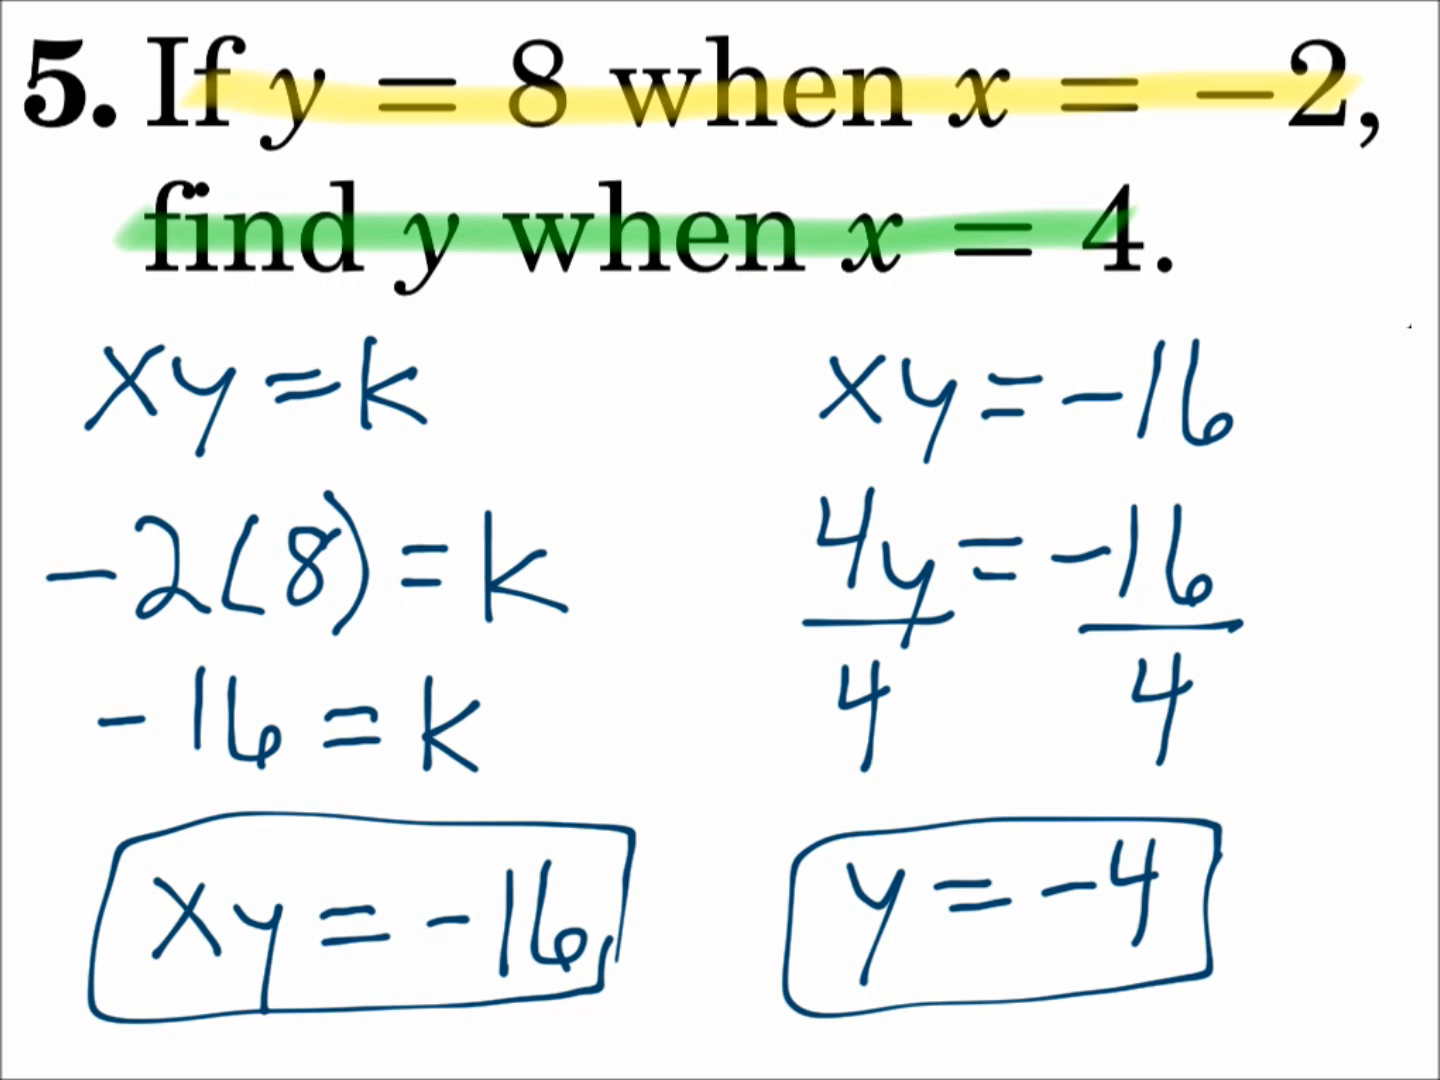 5. If y = 8 when x = −2,
find y when x = 4.
xy = k
-2(8) = k
-16 = k
xy = -16
xy = -16
4y = -16
4 4
y = -4